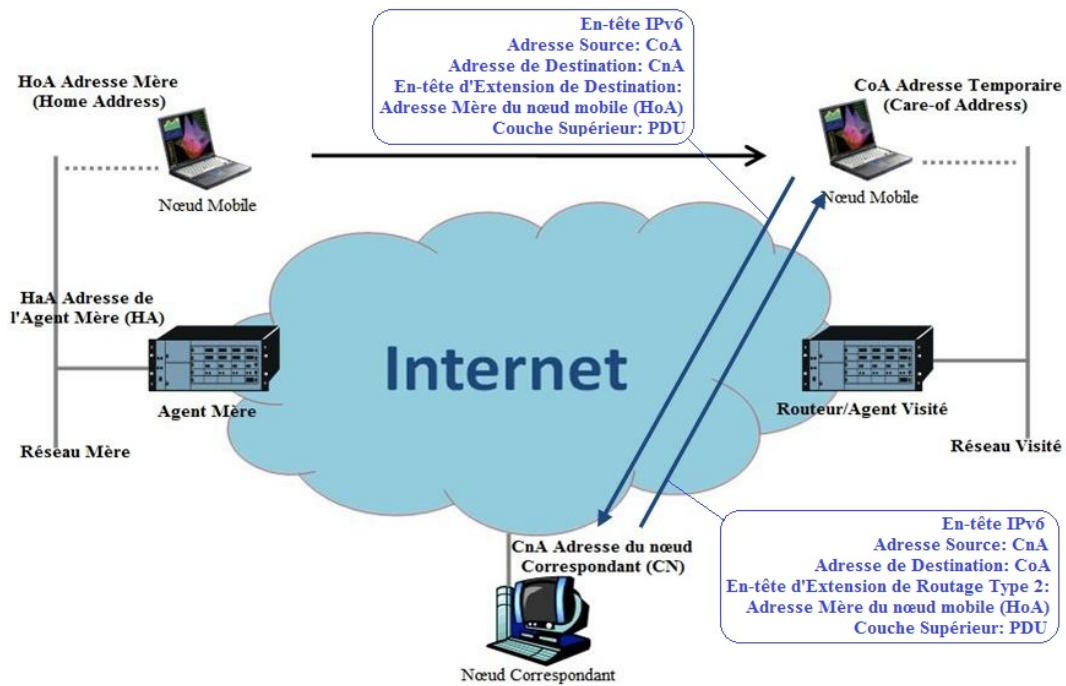 En-tête IPv6
Adresse Source: CoA
Adresse de Destination: CnA
En-tête d'Extension de Destination:
Adresse Mère du nœud mobile (HoA)
Couche Supérieur: PDU
HoA Adresse Mère
(Home Address)
CoA Adresse Temporaire
(Care-of Address)
Nœud Mobile
Nœud Mobile
HaA Adresse de
l'Agent Mère (HA)
Internet
Agent Mère
Routeur/Agent Visité
Réseau Mère
Réseau Visité
CnA Adresse du nœud
Correspondant (CN)
Nœud Correspondant
En-tête IPv6
Adresse Source: CnA
Adresse de Destination: CoA
En-tête d'Extension de Routage Type 2:
Adresse Mère du nœud mobile (HoA)
Couche Supérieur: PDU